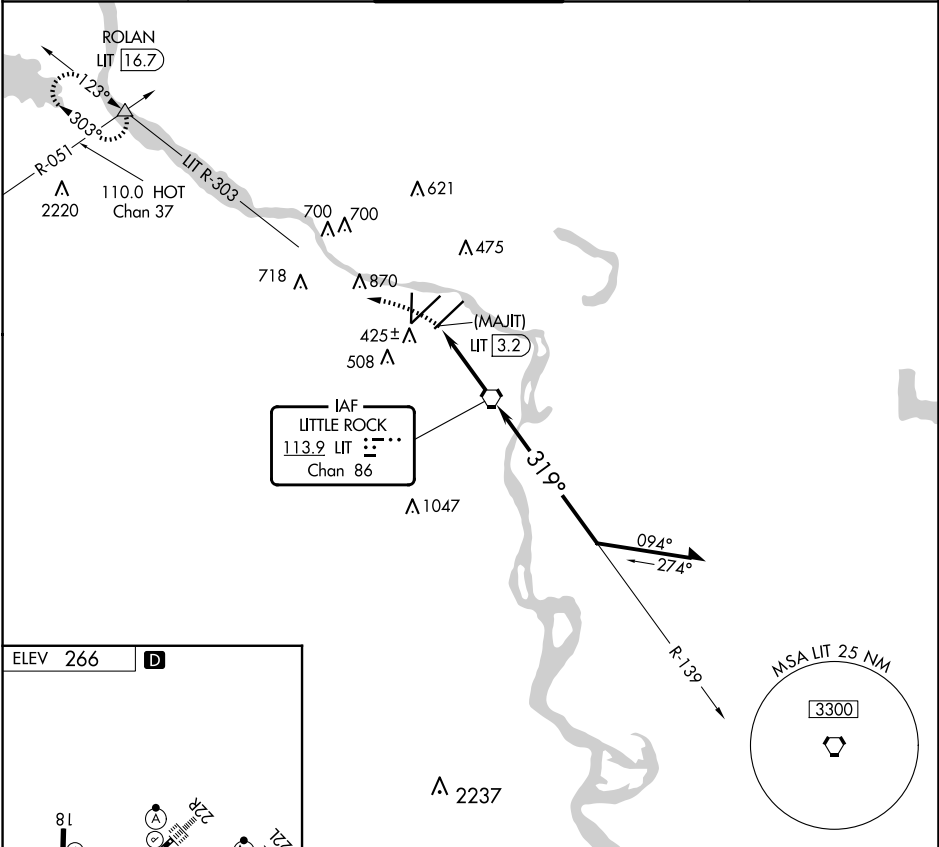 ROLAN
LIT 16.7
123°
303°
R-051
LIT R-303
110.0 HOT
Chan 37
2220
621
700
700
475
718
870
(MAJIT)
LIT 3.2
425±
508
IAF
LITTLE ROCK
113.9 LIT
Chan 86
319°
1047
094°
274°
R-139
ELEV 266
D
MSA LIT 25 NM
3300
2237
18
A
22R
22L